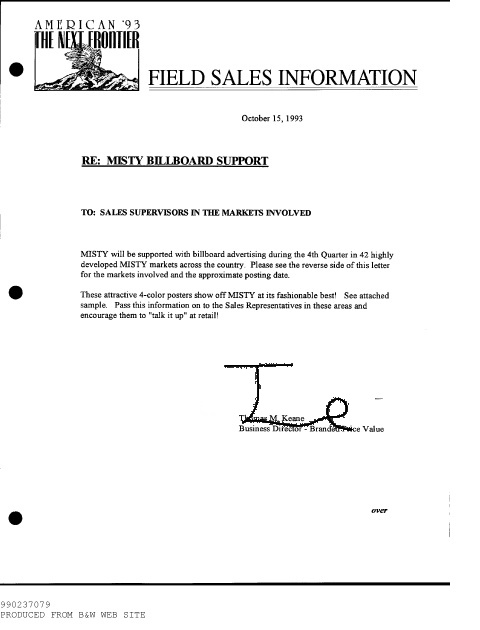 AMERICAN '93
THE NEXT FRONTIER
FIELD SALES INFORMATION
October 15, 1993
RE: MISTY BILLBOARD SUPPORT
TO: SALES SUPERVISORS IN THE MARKETS INVOLVED
MISTY will be supported with billboard advertising during the 4th Quarter in 42 highly
developed MISTY markets across the country. Please see the reverse side of this letter
for the markets involved and the approximate posting date.
These attractive 4-color posters show off MISTY at its fashionable best! See attached
sample. Pass this information on to the Sales Representatives in these areas and
encourage them to "talk it up" at retail!
Thomas M. Keane
Business Director - Branded Price Value
over
990237079
PRODUCED FROM B&W WEB SITE